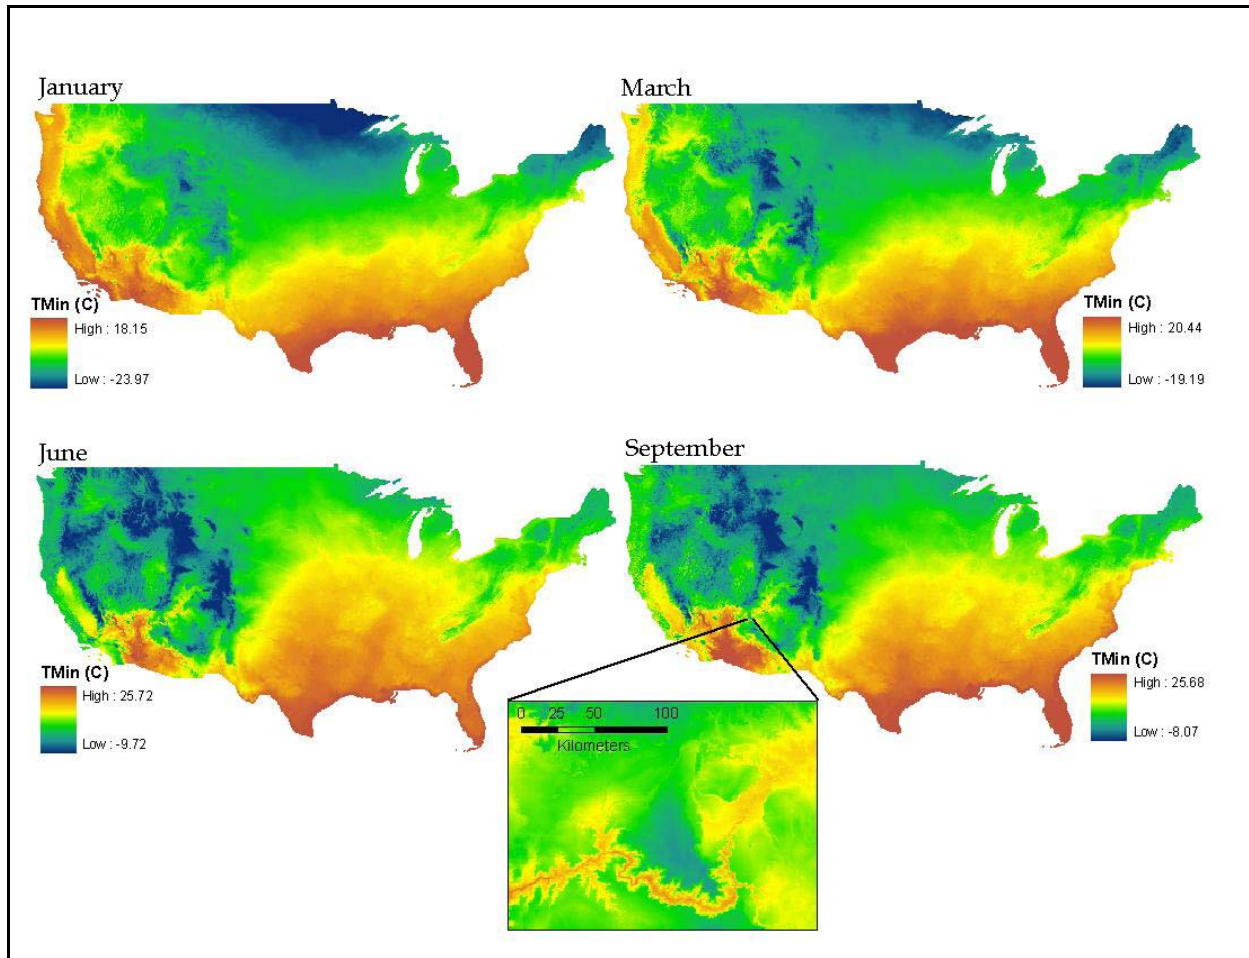 January
TMin (C)
High : 18.15
Low : -23.97
March
TMin (C)
High : 20.44
Low : -19.19
June
TMin (C)
High : 25.72
Low : -9.72
September
TMin (C)
High : 25.68
Low : -8.07
0 25 50 100
Kilometers